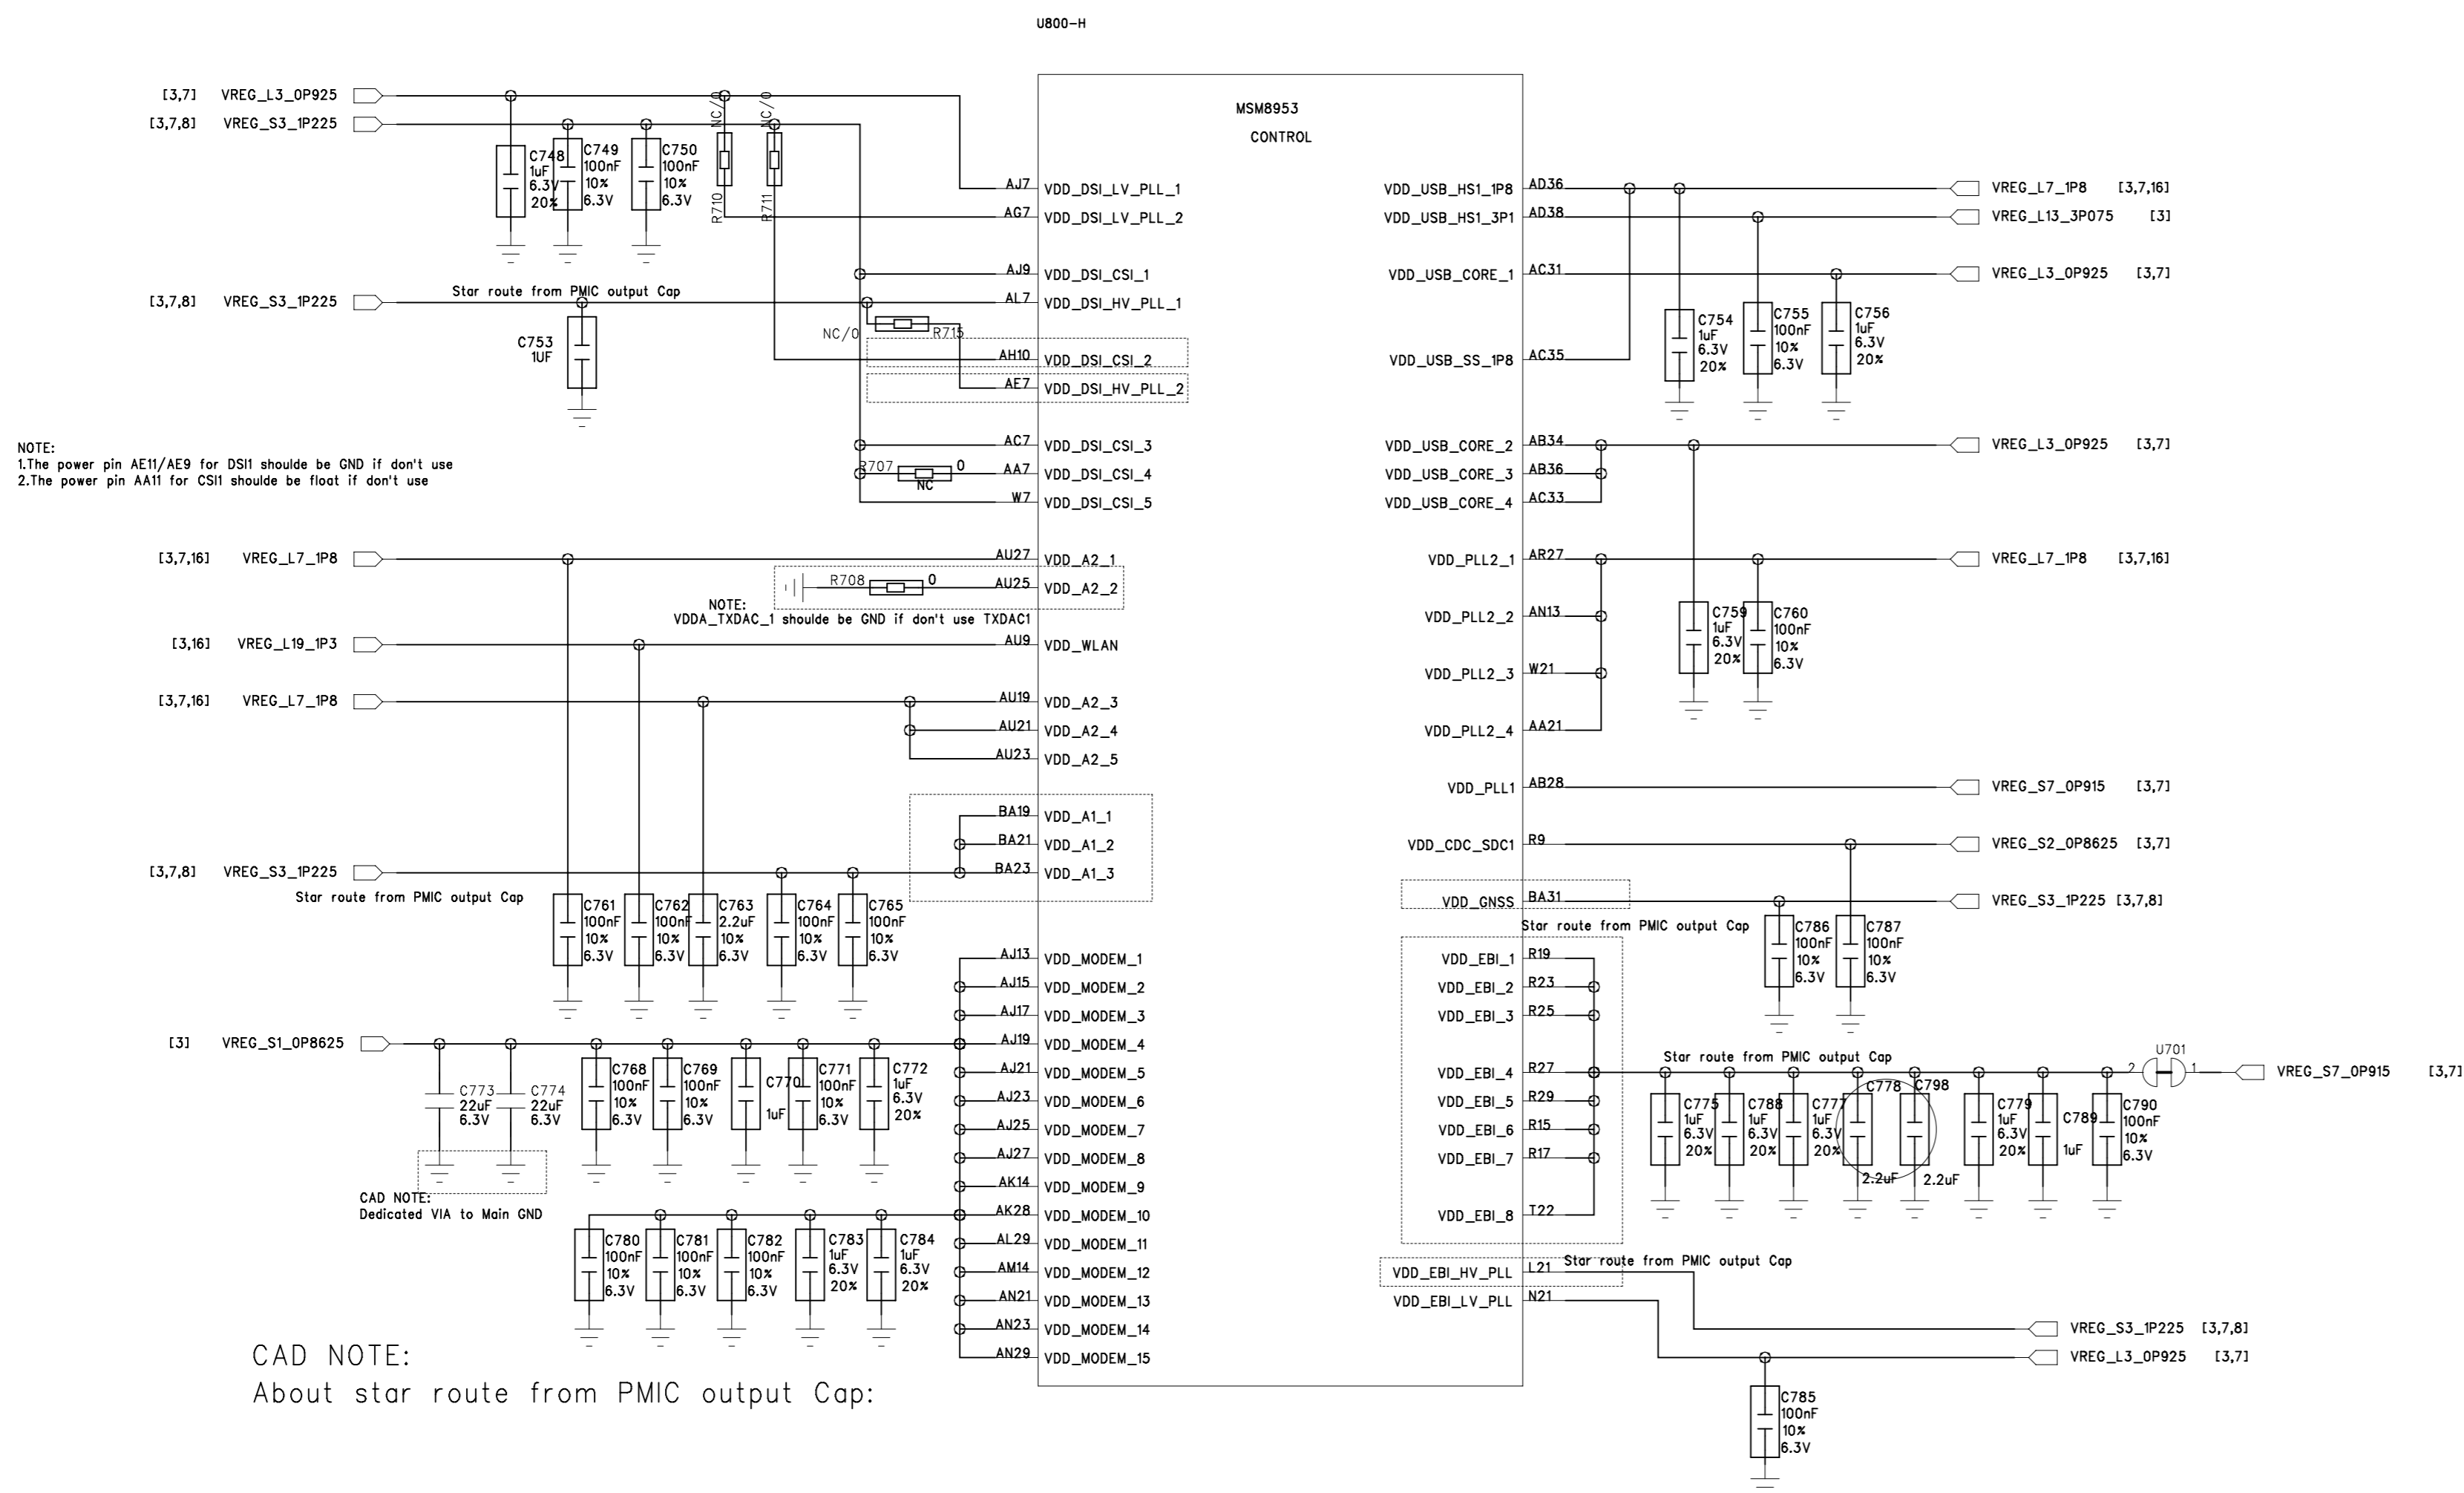 U800-H
MSM8953
CONTROL
[3,7] VREG_L3_0P925
[3,7,8] VREG_S3_1P225
C748
1uF
6.3V
20%
C749
100nF
10%
6.3V
C750
100nF
10%
6.3V
NC/0
R710
NC/0
R711
AJ7 VDD_DSI_LV_PLL_1
AG7 VDD_DSI_LV_PLL_2
AJ9 VDD_DSI_CSI_1
[3,7,8] VREG_S3_1P225
Star route from PMIC output Cap
AL7 VDD_DSI_HV_PLL_1
C753
1UF
NC/0
R715
AH10 VDD_DSI_CSI_2
AE7 VDD_DSI_HV_PLL_2
NOTE:
1.The power pin AE11/AE9 for DSI1 shoulde be GND if don't use
2.The power pin AA11 for CSI1 shoulde be float if don't use
AC7 VDD_DSI_CSI_3
R707 0
NC
AA7 VDD_DSI_CSI_4
W7 VDD_DSI_CSI_5
[3,7,16] VREG_L7_1P8
AU27 VDD_A2_1
R708 0
AU25 VDD_A2_2
NOTE:
VDDA_TXDAC_1 shoulde be GND if don't use TXDAC1
[3,16] VREG_L19_1P3
AU9 VDD_WLAN
[3,7,16] VREG_L7_1P8
AU19 VDD_A2_3
AU21 VDD_A2_4
AU23 VDD_A2_5
BA19 VDD_A1_1
BA21 VDD_A1_2
[3,7,8] VREG_S3_1P225
BA23 VDD_A1_3
Star route from PMIC output Cap
C761
100nF
10%
6.3V
C762
100nF
10%
6.3V
C763
2.2uF
10%
6.3V
C764
100nF
10%
6.3V
C765
100nF
10%
6.3V
AJ13 VDD_MODEM_1
AJ15 VDD_MODEM_2
AJ17 VDD_MODEM_3
[3] VREG_S1_0P8625
AJ19 VDD_MODEM_4
AJ21 VDD_MODEM_5
AJ23 VDD_MODEM_6
AJ25 VDD_MODEM_7
AJ27 VDD_MODEM_8
AK14 VDD_MODEM_9
AK28 VDD_MODEM_10
AL29 VDD_MODEM_11
AM14 VDD_MODEM_12
AN21 VDD_MODEM_13
AN23 VDD_MODEM_14
AN29 VDD_MODEM_15
C773
22uF
6.3V
C774
22uF
6.3V
C768
100nF
10%
6.3V
C769
100nF
10%
6.3V
C770
1uF
C771
100nF
10%
6.3V
C772
1uF
6.3V
20%
CAD NOTE:
Dedicated VIA to Main GND
C780
100nF
10%
6.3V
C781
100nF
10%
6.3V
C782
100nF
10%
6.3V
C783
1uF
6.3V
20%
C784
1uF
6.3V
20%
CAD NOTE:
About star route from PMIC output Cap:
VDD_USB_HS1_1P8 AD36 VREG_L7_1P8 [3,7,16]
VDD_USB_HS1_3P1 AD38 VREG_L13_3P075 [3]
VDD_USB_CORE_1 AC31 VREG_L3_0P925 [3,7]
VDD_USB_SS_1P8 AC35
C754
1uF
6.3V
20%
C755
100nF
10%
6.3V
C756
1uF
6.3V
20%
VDD_USB_CORE_2 AB34 VREG_L3_0P925 [3,7]
VDD_USB_CORE_3 AB36
VDD_USB_CORE_4 AC33
VDD_PLL2_1 AR27 VREG_L7_1P8 [3,7,16]
VDD_PLL2_2 AN13
VDD_PLL2_3 W21
VDD_PLL2_4 AA21
C759
1uF
6.3V
20%
C760
100nF
10%
6.3V
VDD_PLL1 AB28 VREG_S7_0P915 [3,7]
VDD_CDC_SDC1 R9 VREG_S2_0P8625 [3,7]
VDD_GNSS BA31 VREG_S3_1P225 [3,7,8]
Star route from PMIC output Cap
C786
100nF
10%
6.3V
C787
100nF
10%
6.3V
VDD_EBI_1 R19
VDD_EBI_2 R23
VDD_EBI_3 R25
VDD_EBI_4 R27
VDD_EBI_5 R29
VDD_EBI_6 R15
VDD_EBI_7 R17
VDD_EBI_8 T22
Star route from PMIC output Cap
U701
2 1
VREG_S7_0P915 [3,7]
C775
1uF
6.3V
20%
C788
1uF
6.3V
20%
C777
1uF
6.3V
20%
C778
2.2uF
C798
2.2uF
C779
1uF
6.3V
20%
C789
1uF
C790
100nF
10%
6.3V
Star route from PMIC output Cap
VDD_EBI_HV_PLL L21
VDD_EBI_LV_PLL N21
VREG_S3_1P225 [3,7,8]
VREG_L3_0P925 [3,7]
C785
100nF
10%
6.3V